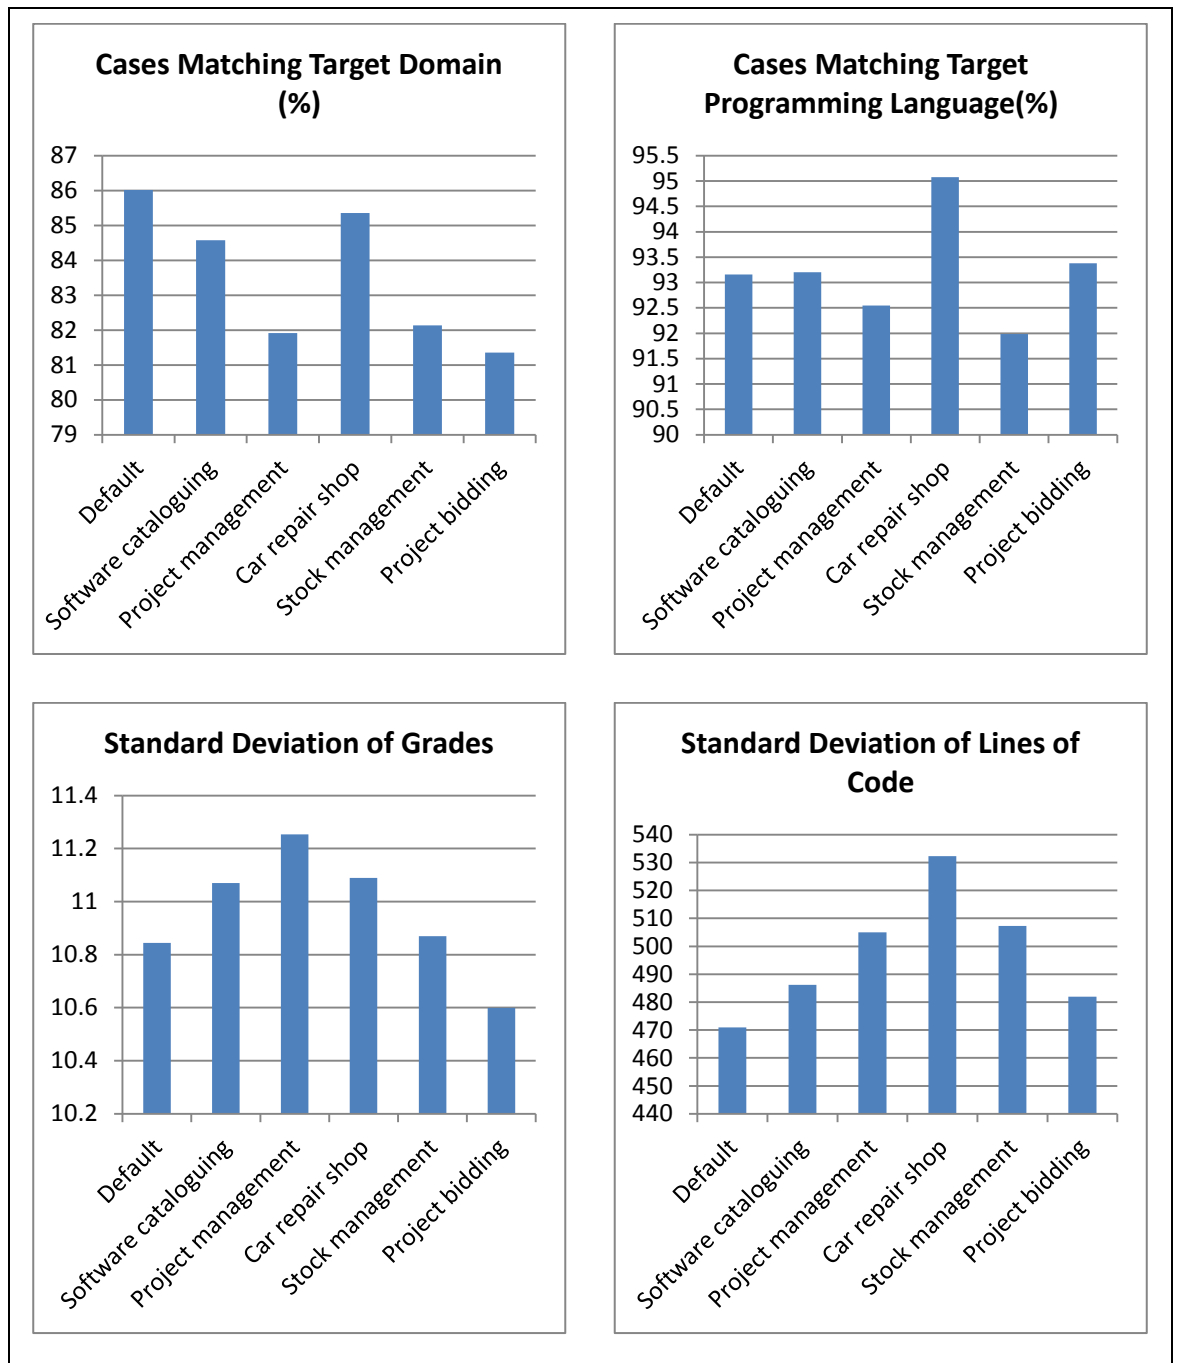 Cases Matching Target Domain
(%)
87
86
85
84
83
82
81
80
79
Default
Software cataloguing
Project management
Car repair shop
Stock management
Project bidding
Cases Matching Target
Programming Language(%)
95.5
95
94.5
94
93.5
93
92.5
92
91.5
91
90.5
90
Default
Software cataloguing
Project management
Car repair shop
Stock management
Project bidding
Standard Deviation of Grades
11.4
11.2
11
10.8
10.6
10.4
10.2
Default
Software cataloguing
Project management
Car repair shop
Stock management
Project bidding
Standard Deviation of Lines of
Code
540
530
520
510
500
490
480
470
460
450
440
Default
Software cataloguing
Project management
Car repair shop
Stock management
Project bidding